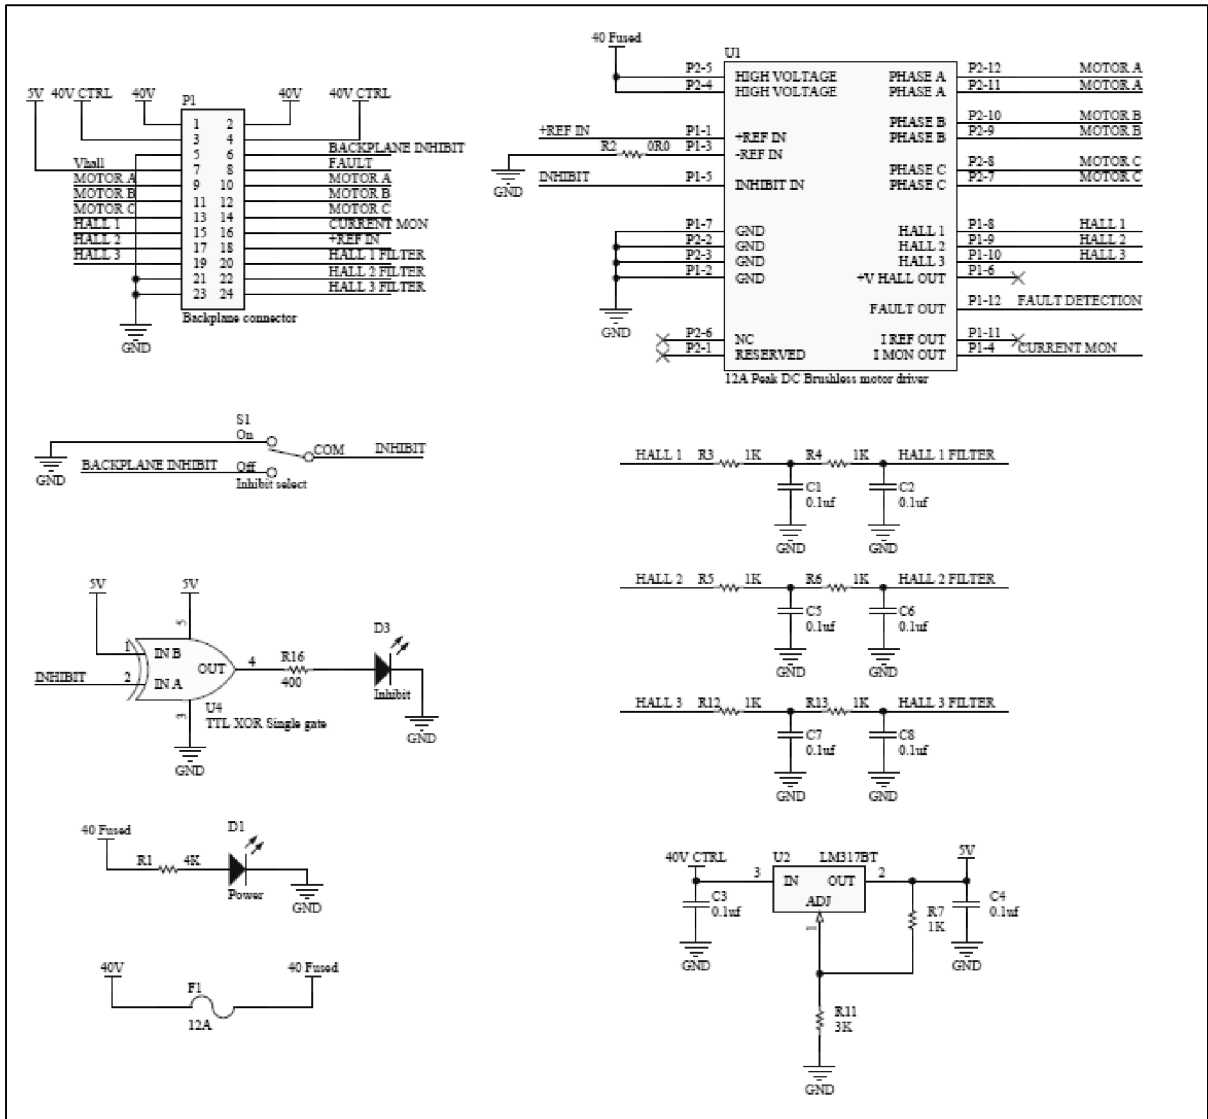 40 Fused
U1
P2-5 HIGH VOLTAGE PHASE A P2-12 MOTOR A
P2-4 HIGH VOLTAGE PHASE A P2-11 MOTOR A
PHASE B P2-10 MOTOR B
PHASE B P2-9 MOTOR B
+REF IN P1-1 +REF IN
R2 0R0 P1-3 -REF IN
GND
PHASE C P2-8 MOTOR C
INHIBIT P1-5 INHIBIT IN PHASE C P2-7 MOTOR C
P1-7 GND HALL 1 P1-8 HALL 1
P2-2 GND HALL 2 P1-9 HALL 2
P2-3 GND HALL 3 P1-10 HALL 3
P1-2 GND +V HALL OUT P1-6
GND
FAULT OUT P1-12 FAULT DETECTION
P2-6 NC I REF OUT P1-11
P2-1 RESERVED I MON OUT P1-4 CURRENT MON
12A Peak DC Brushless motor driver
5V 40V CTRL 40V 40V 40V CTRL
P1
1 2
3 4
5 6 BACKPLANE INHIBIT
Vhall 7 8 FAULT
MOTOR A 9 10 MOTOR A
MOTOR B 11 12 MOTOR B
MOTOR C 13 14 MOTOR C
HALL 1 15 16 CURRENT MON
HALL 2 17 18 +REF IN
HALL 3 19 20 HALL 1 FILTER
21 22 HALL 2 FILTER
23 24 HALL 3 FILTER
Backplane connector
GND
S1
On
COM INHIBIT
GND
BACKPLANE INHIBIT Off
Inhibit select
HALL 1 R3 1K R4 1K HALL 1 FILTER
C1 C2
0.1uf 0.1uf
GND GND
5V 5V
5
1 IN B
INHIBIT 2 IN A
OUT 4
R16
400
D3
Inhibit
GND
3
U4
TTL XOR Single gate
GND
HALL 2 R5 1K R6 1K HALL 2 FILTER
C5 C6
0.1uf 0.1uf
GND GND
HALL 3 R12 1K R13 1K HALL 3 FILTER
C7 C8
0.1uf 0.1uf
GND GND
40 Fused
R1 4K
D1
Power
GND
40V 40 Fused
F1
12A
40V CTRL U2 LM317BT 5V
3 IN OUT 2
ADJ
1
C3 R7 C4
0.1uf 1K 0.1uf
GND GND
R11
3K
GND